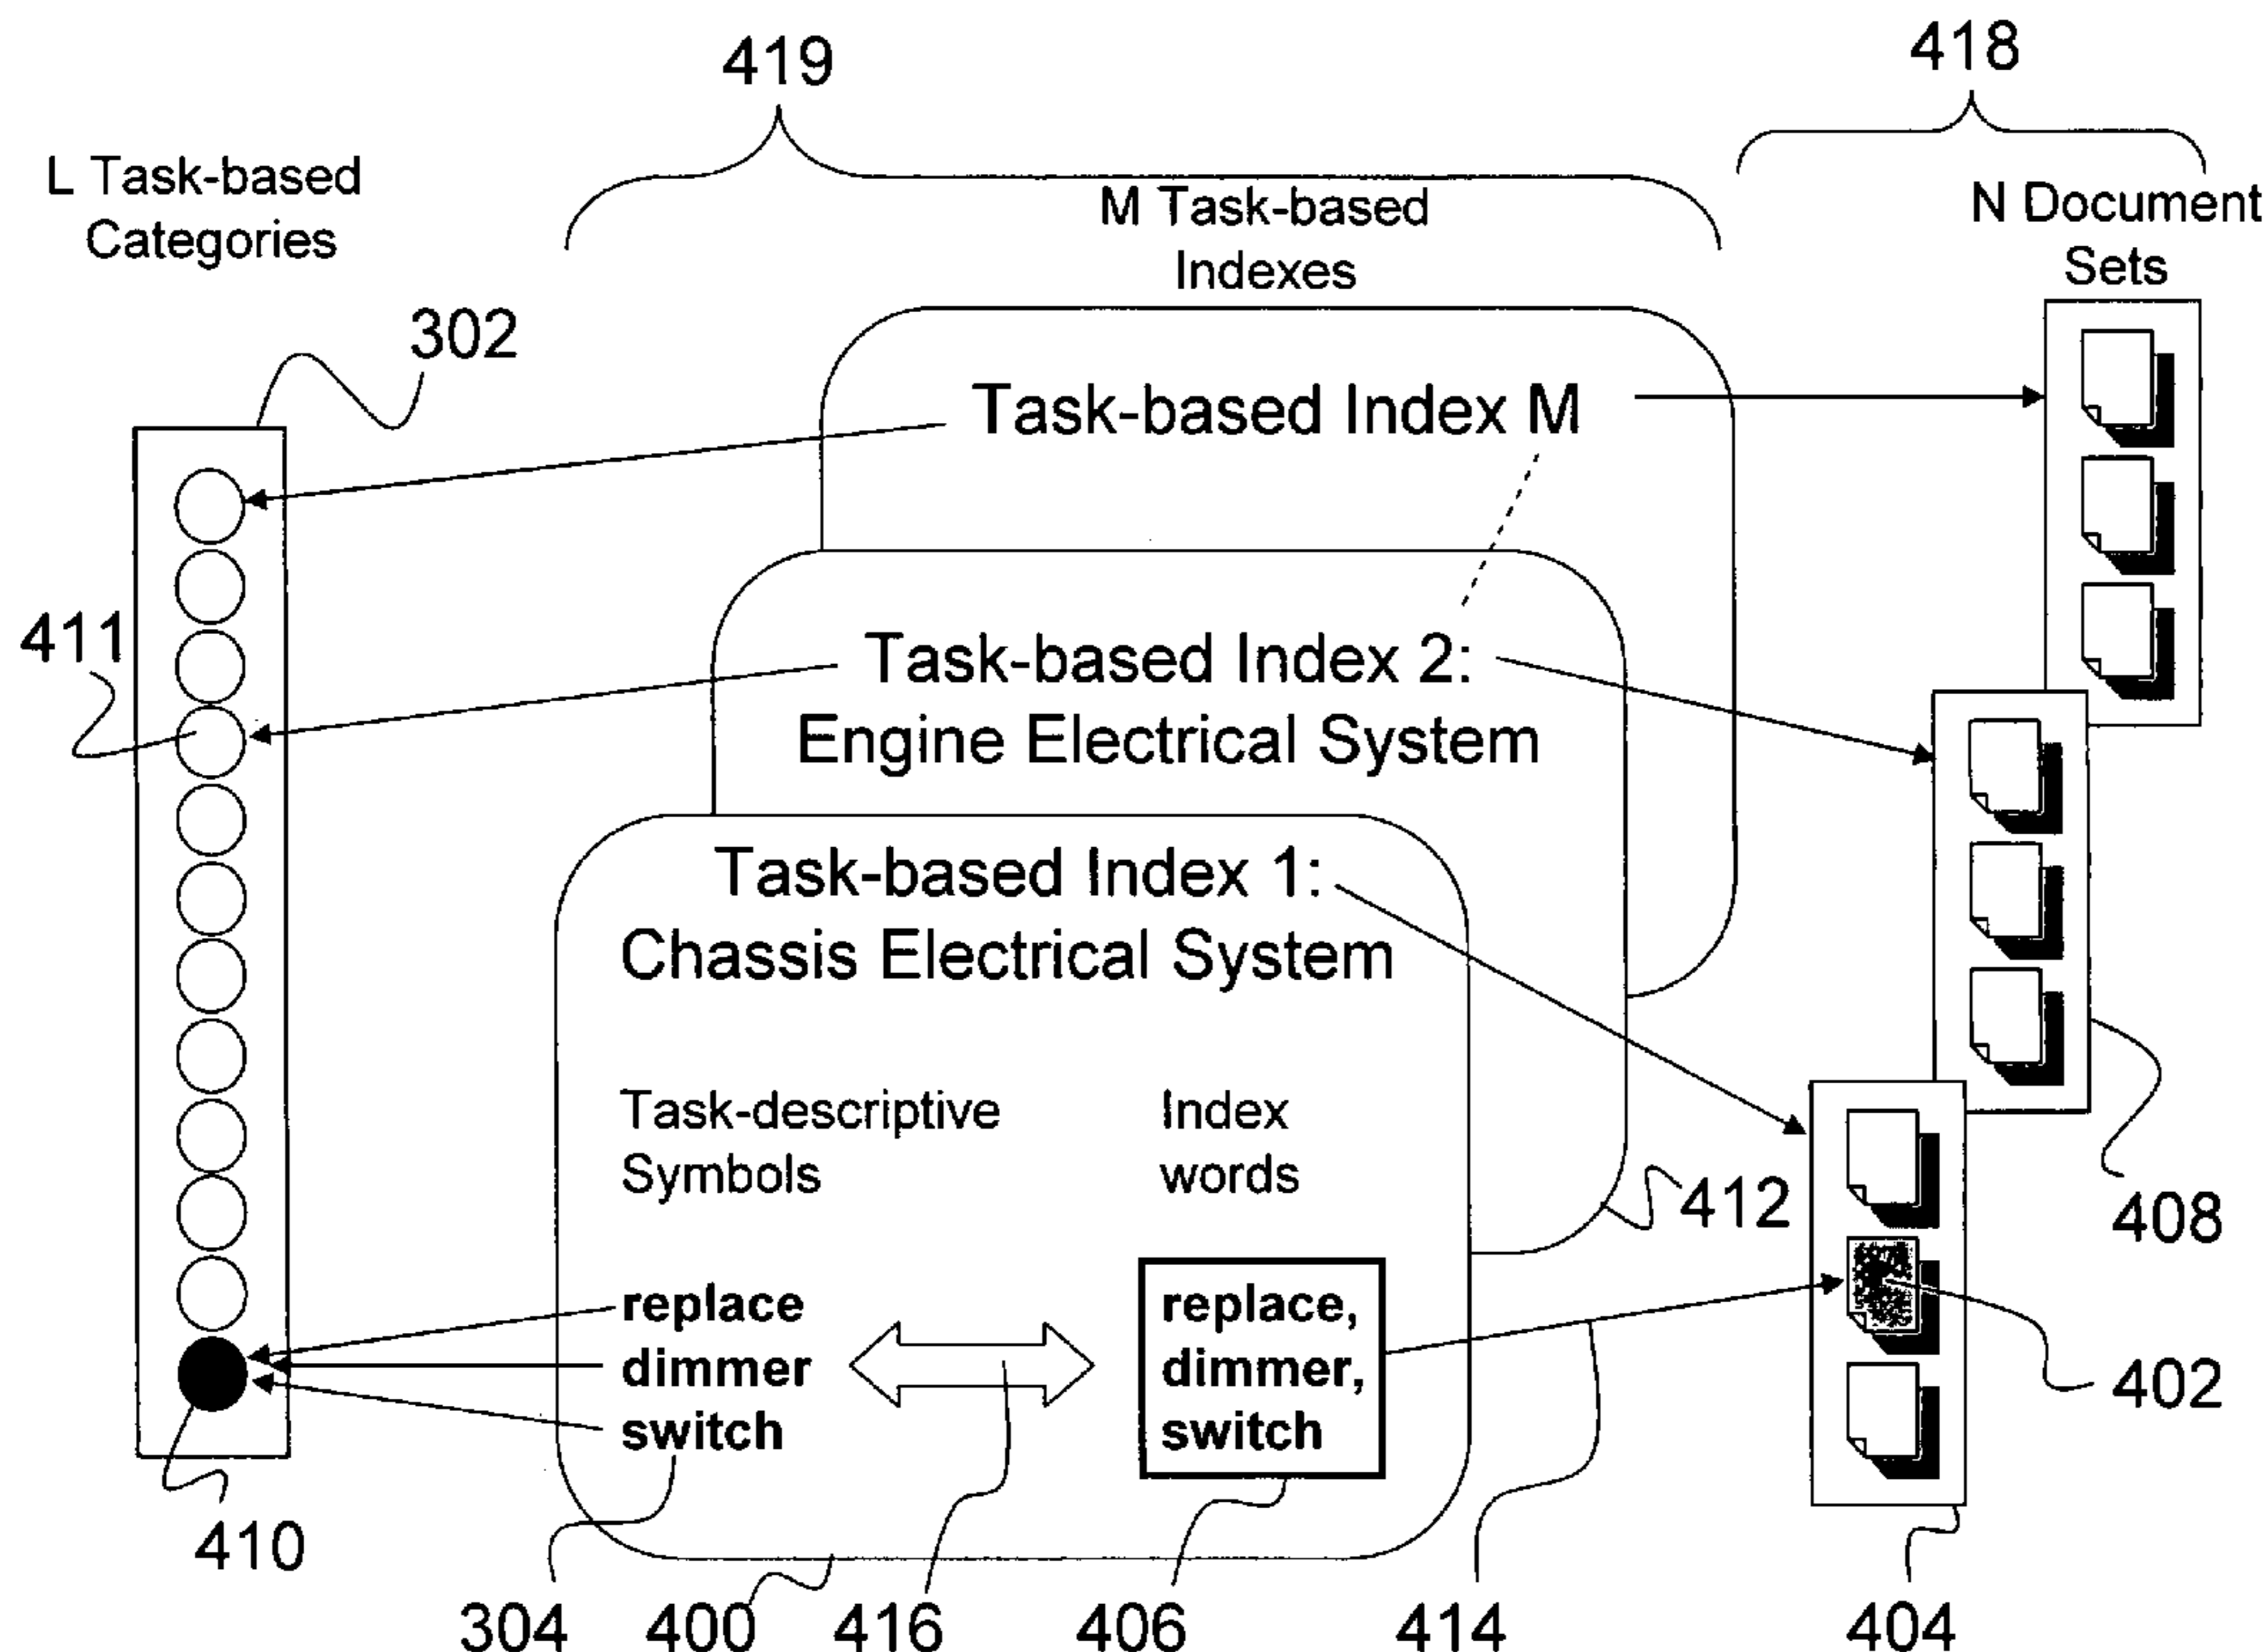 419
418
L Task-based
Categories
M Task-based
Indexes
N Document
Sets
302
Task-based Index M
411
Task-based Index 2:
Engine Electrical System
Task-based Index 1:
Chassis Electrical System
Task-descriptive
Symbols
Index
words
412
408
replace
dimmer
switch
replace,
dimmer,
switch
402
410
304
400
416
406
414
404